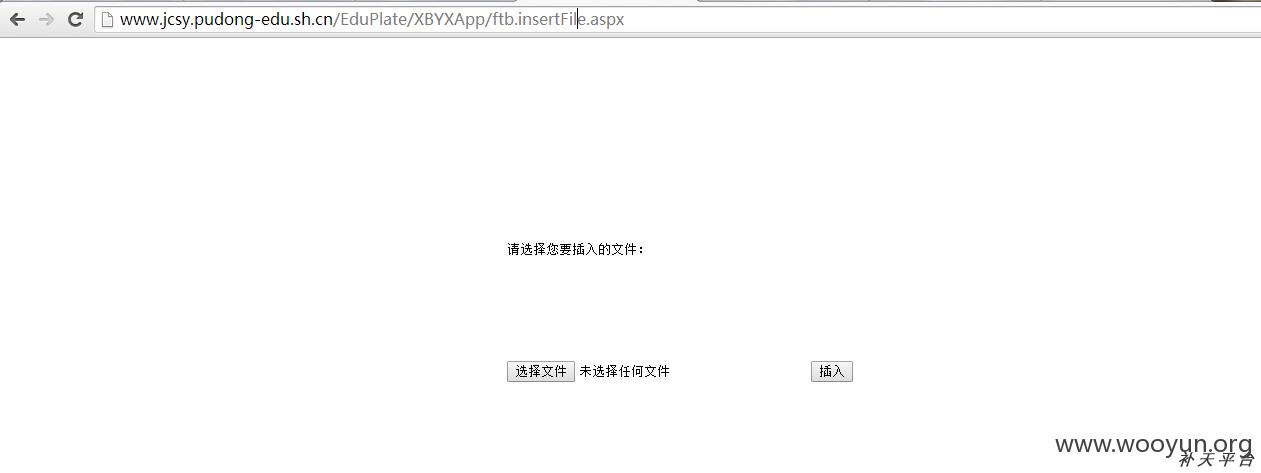 www.jcsy.pudong-edu.sh.cn/EduPlate/XBYXApp/ftb.insertFile.aspx
请选择您要插入的文件：
选择文件 未选择任何文件 插入
www.wooyun.org
补天平台